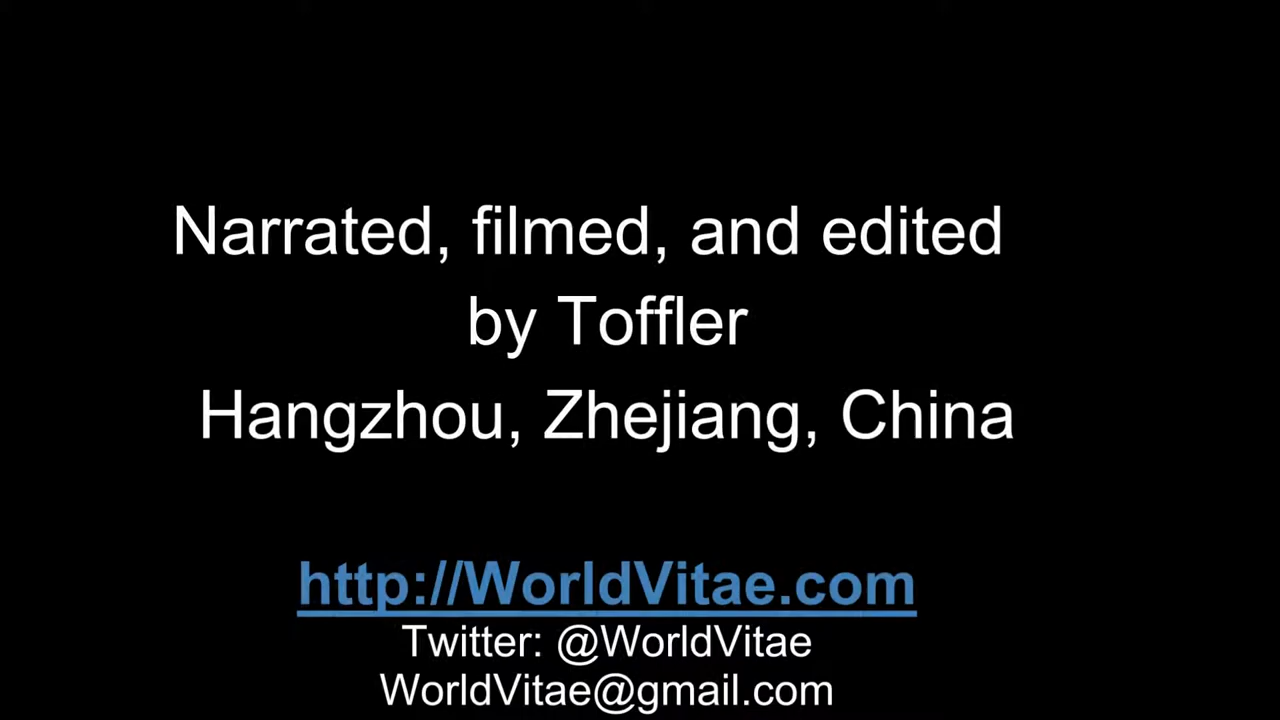 Narrated, filmed, and edited
by Toffler
Hangzhou, Zhejiang, China
http://WorldVitae.com
Twitter: @WorldVitae
WorldVitae@gmail.com